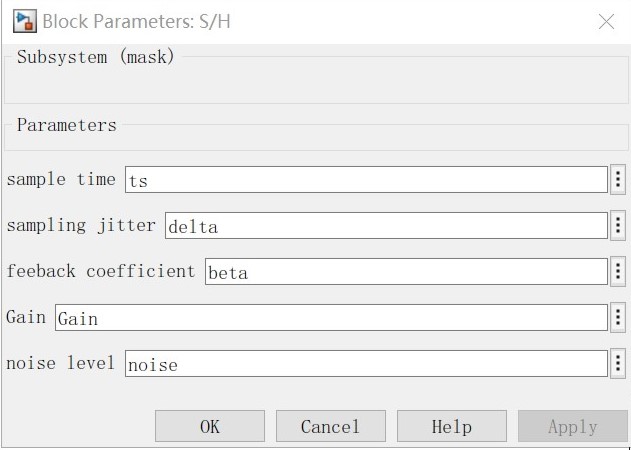 Block Parameters: S/H
Subsystem (mask)
Parameters
sample time ts
sampling jitter delta
feeback coefficient beta
Gain Gain
noise level noise
OK Cancel Help Apply